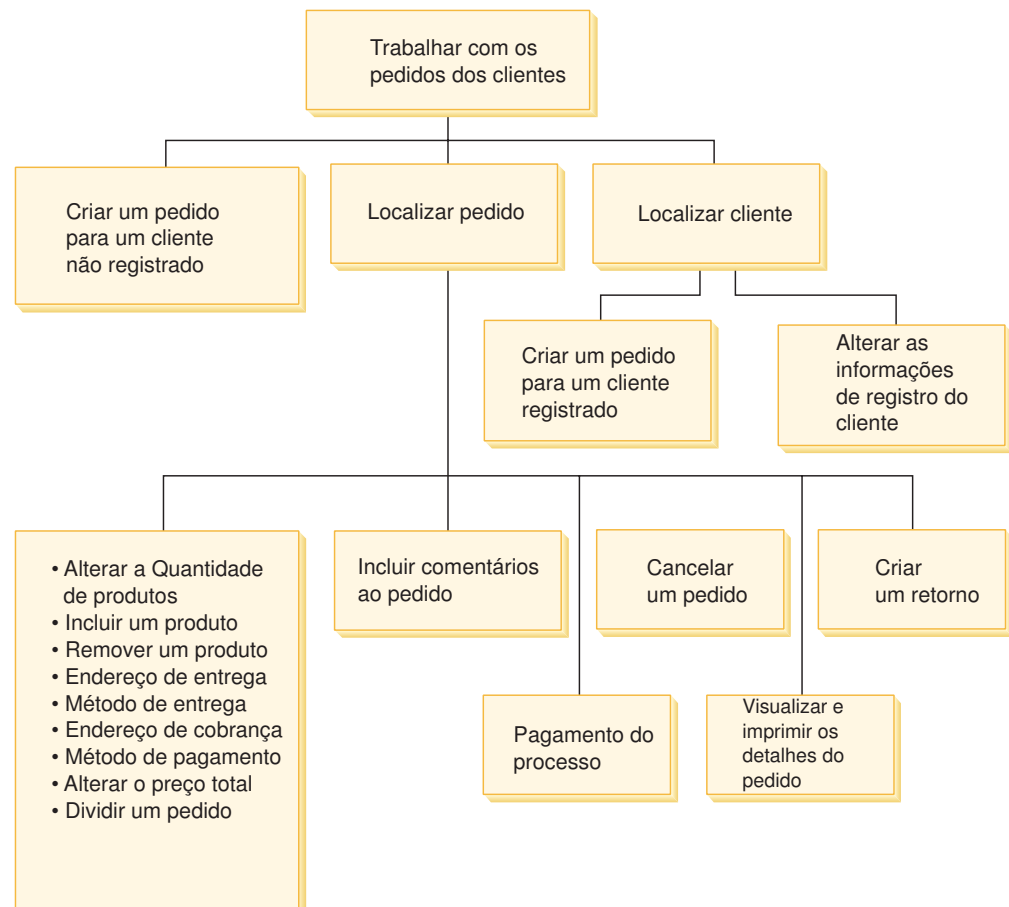 Trabalhar com os
pedidos dos clientes
Criar um pedido
para um cliente
não registrado
Localizar pedido
Localizar cliente
Criar um pedido
para um cliente
registrado
Alterar as
informações
de registro do
cliente
• Alterar a Quantidade
de produtos
• Incluir um produto
• Remover um produto
• Endereço de entrega
• Método de entrega
• Endereço de cobrança
• Método de pagamento
• Alterar o preço total
• Dividir um pedido
Incluir comentários
ao pedido
Cancelar
um pedido
Criar
um retorno
Pagamento do
processo
Visualizar e
imprimir os
detalhes do
pedido